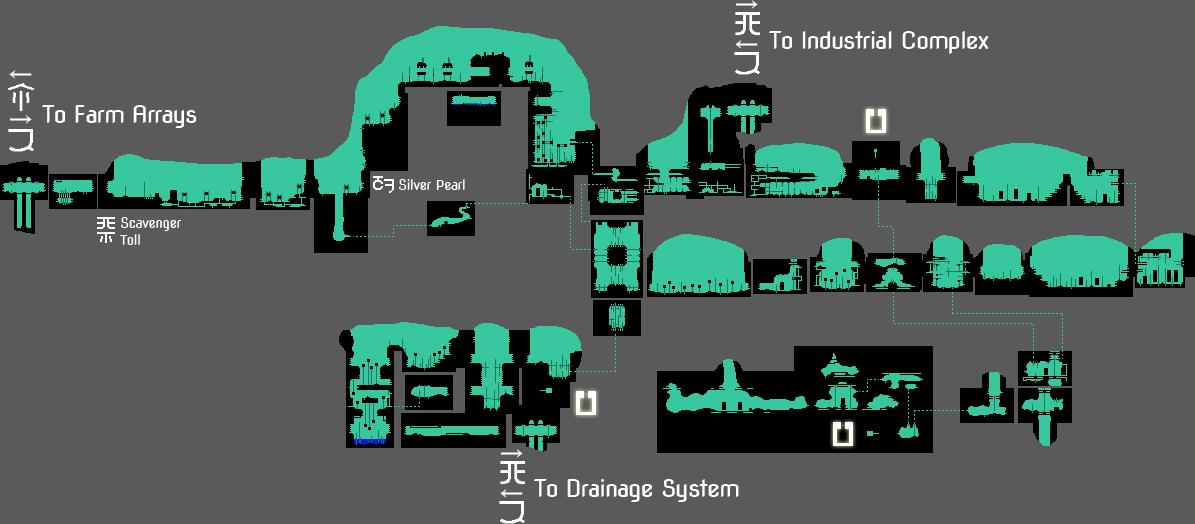 To Industrial Complex
To Farm Arrays
Silver Pearl
Scavenger
Toll
To Drainage System